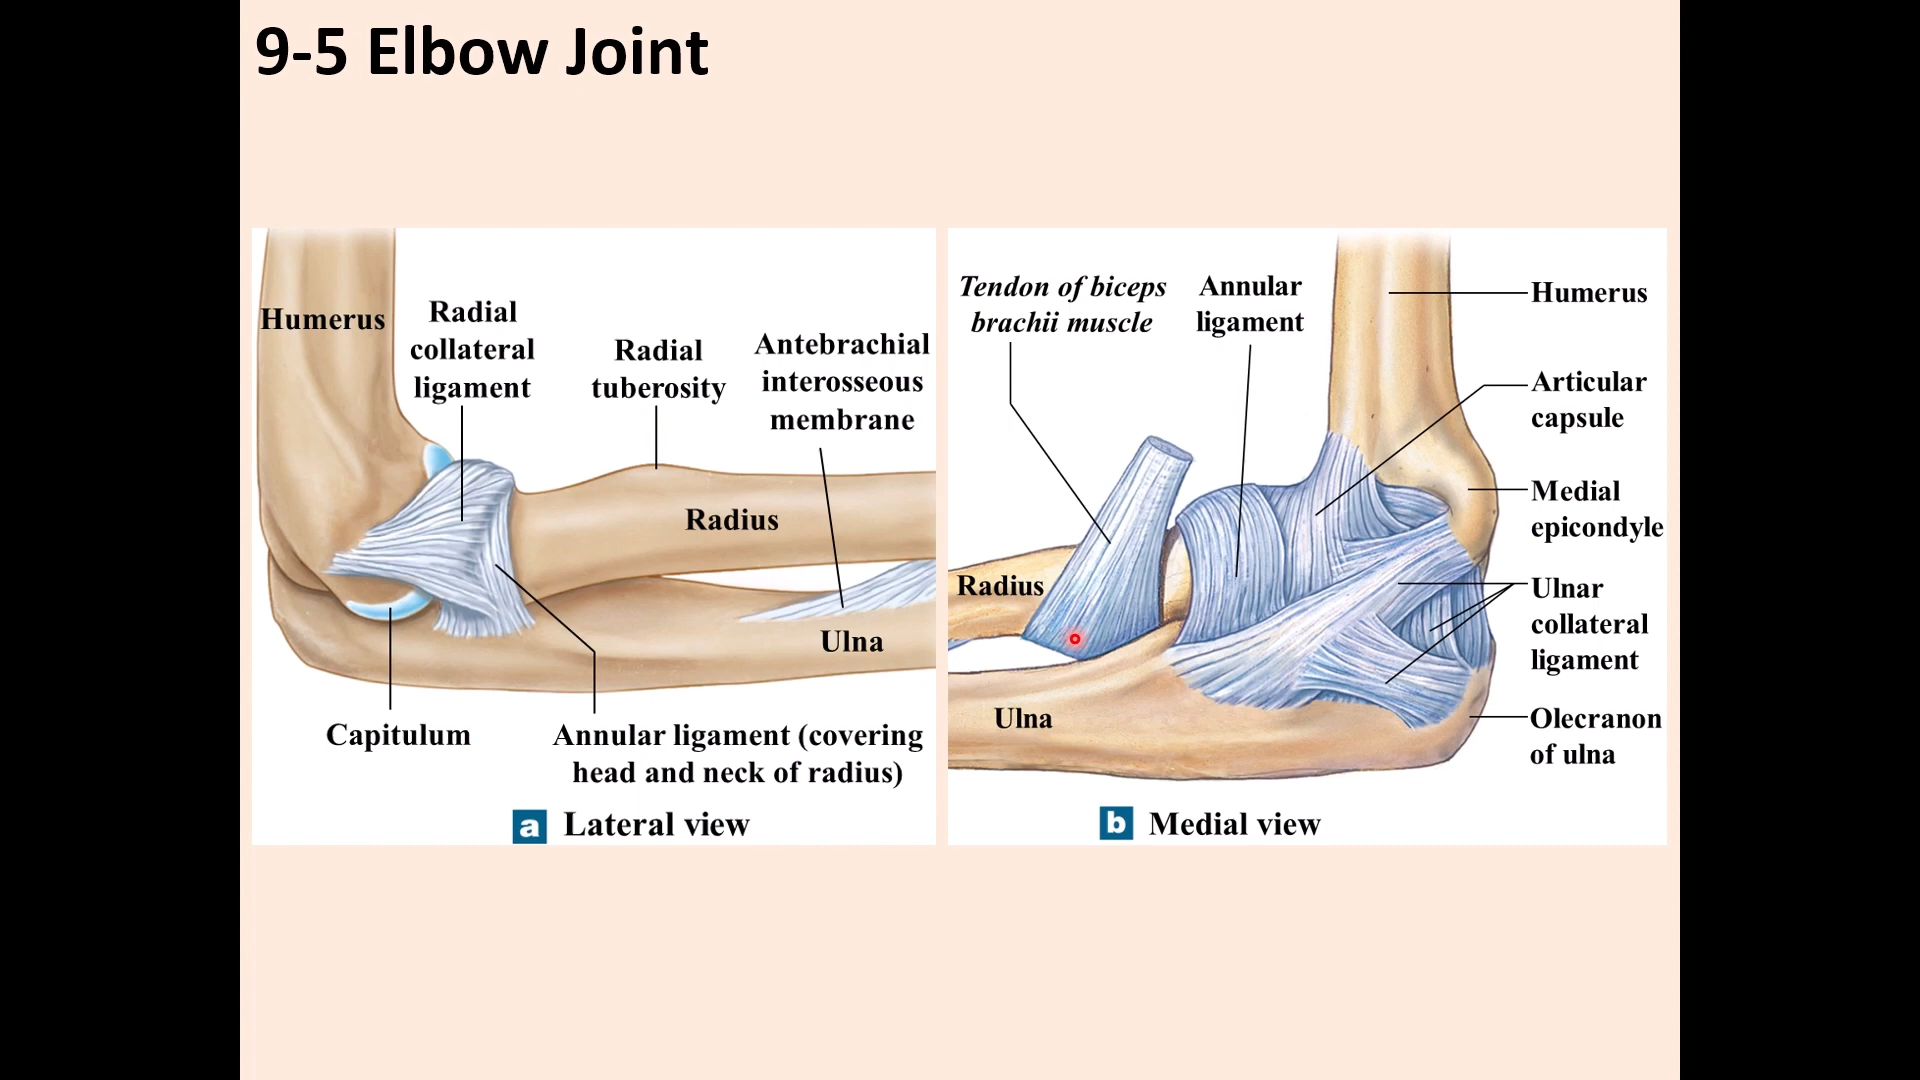 9-5 Elbow Joint
Humerus
Radial
collateral
ligament
Radial
tuberosity
Antebrachial
interosseous
membrane
Radius
Ulna
Capitulum
Annular ligament (covering
head and neck of radius)
a Lateral view
Tendon of biceps
brachii muscle
Annular
ligament
Humerus
Articular
capsule
Medial
epicondyle
Radius
Ulnar
collateral
ligament
Ulna
Olecranon
of ulna
b Medial view